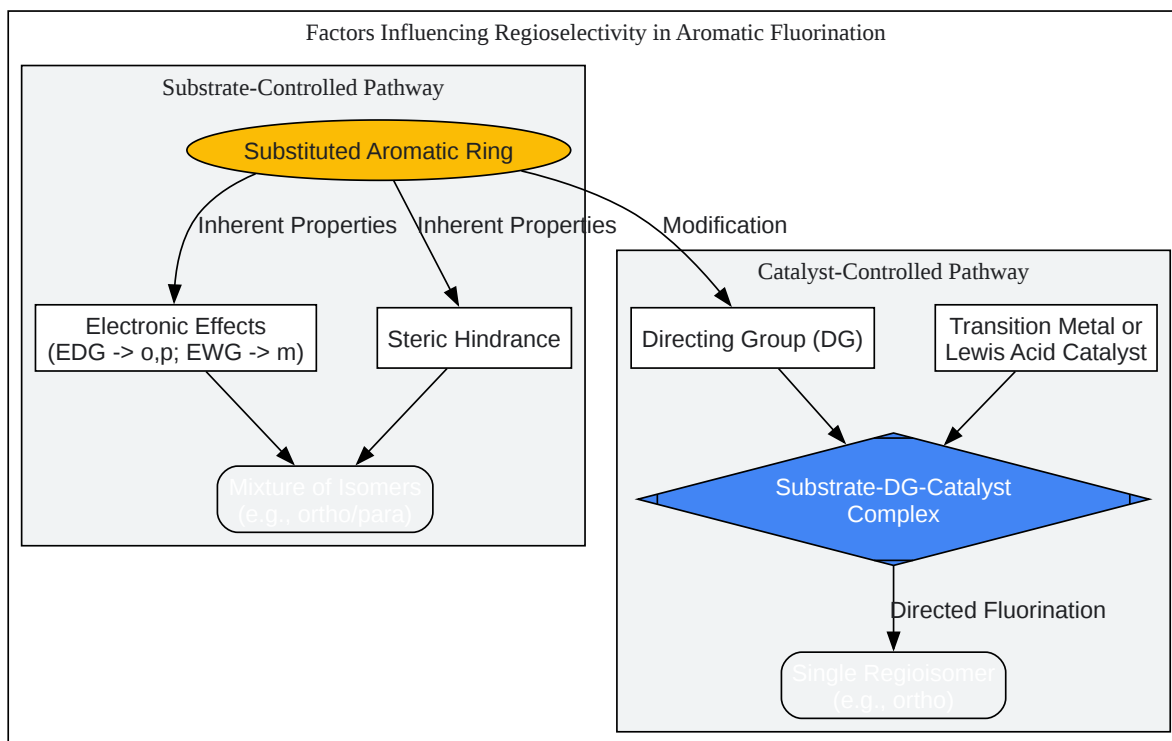 Factors Influencing Regioselectivity in Aromatic Fluorination
Substrate-Controlled Pathway
Substituted Aromatic Ring
Inherent Properties
Inherent Properties
Modification
Catalyst-Controlled Pathway
Electronic Effects
(EDG -> o,p; EWG -> m)
Steric Hindrance
Directing Group (DG)
Transition Metal or
Lewis Acid Catalyst
Mixture of Isomers
(e.g., ortho/para)
Substrate-DG-Catalyst
Complex
Directed Fluorination
Single Regioisomer
(e.g., ortho)